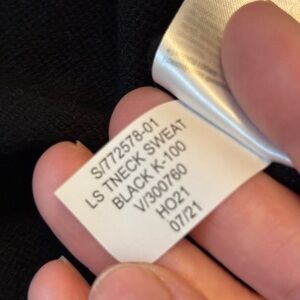 S/772578-01
LS TNECK SWEAT
BLACK K-100
V/300760
HO21
07/21